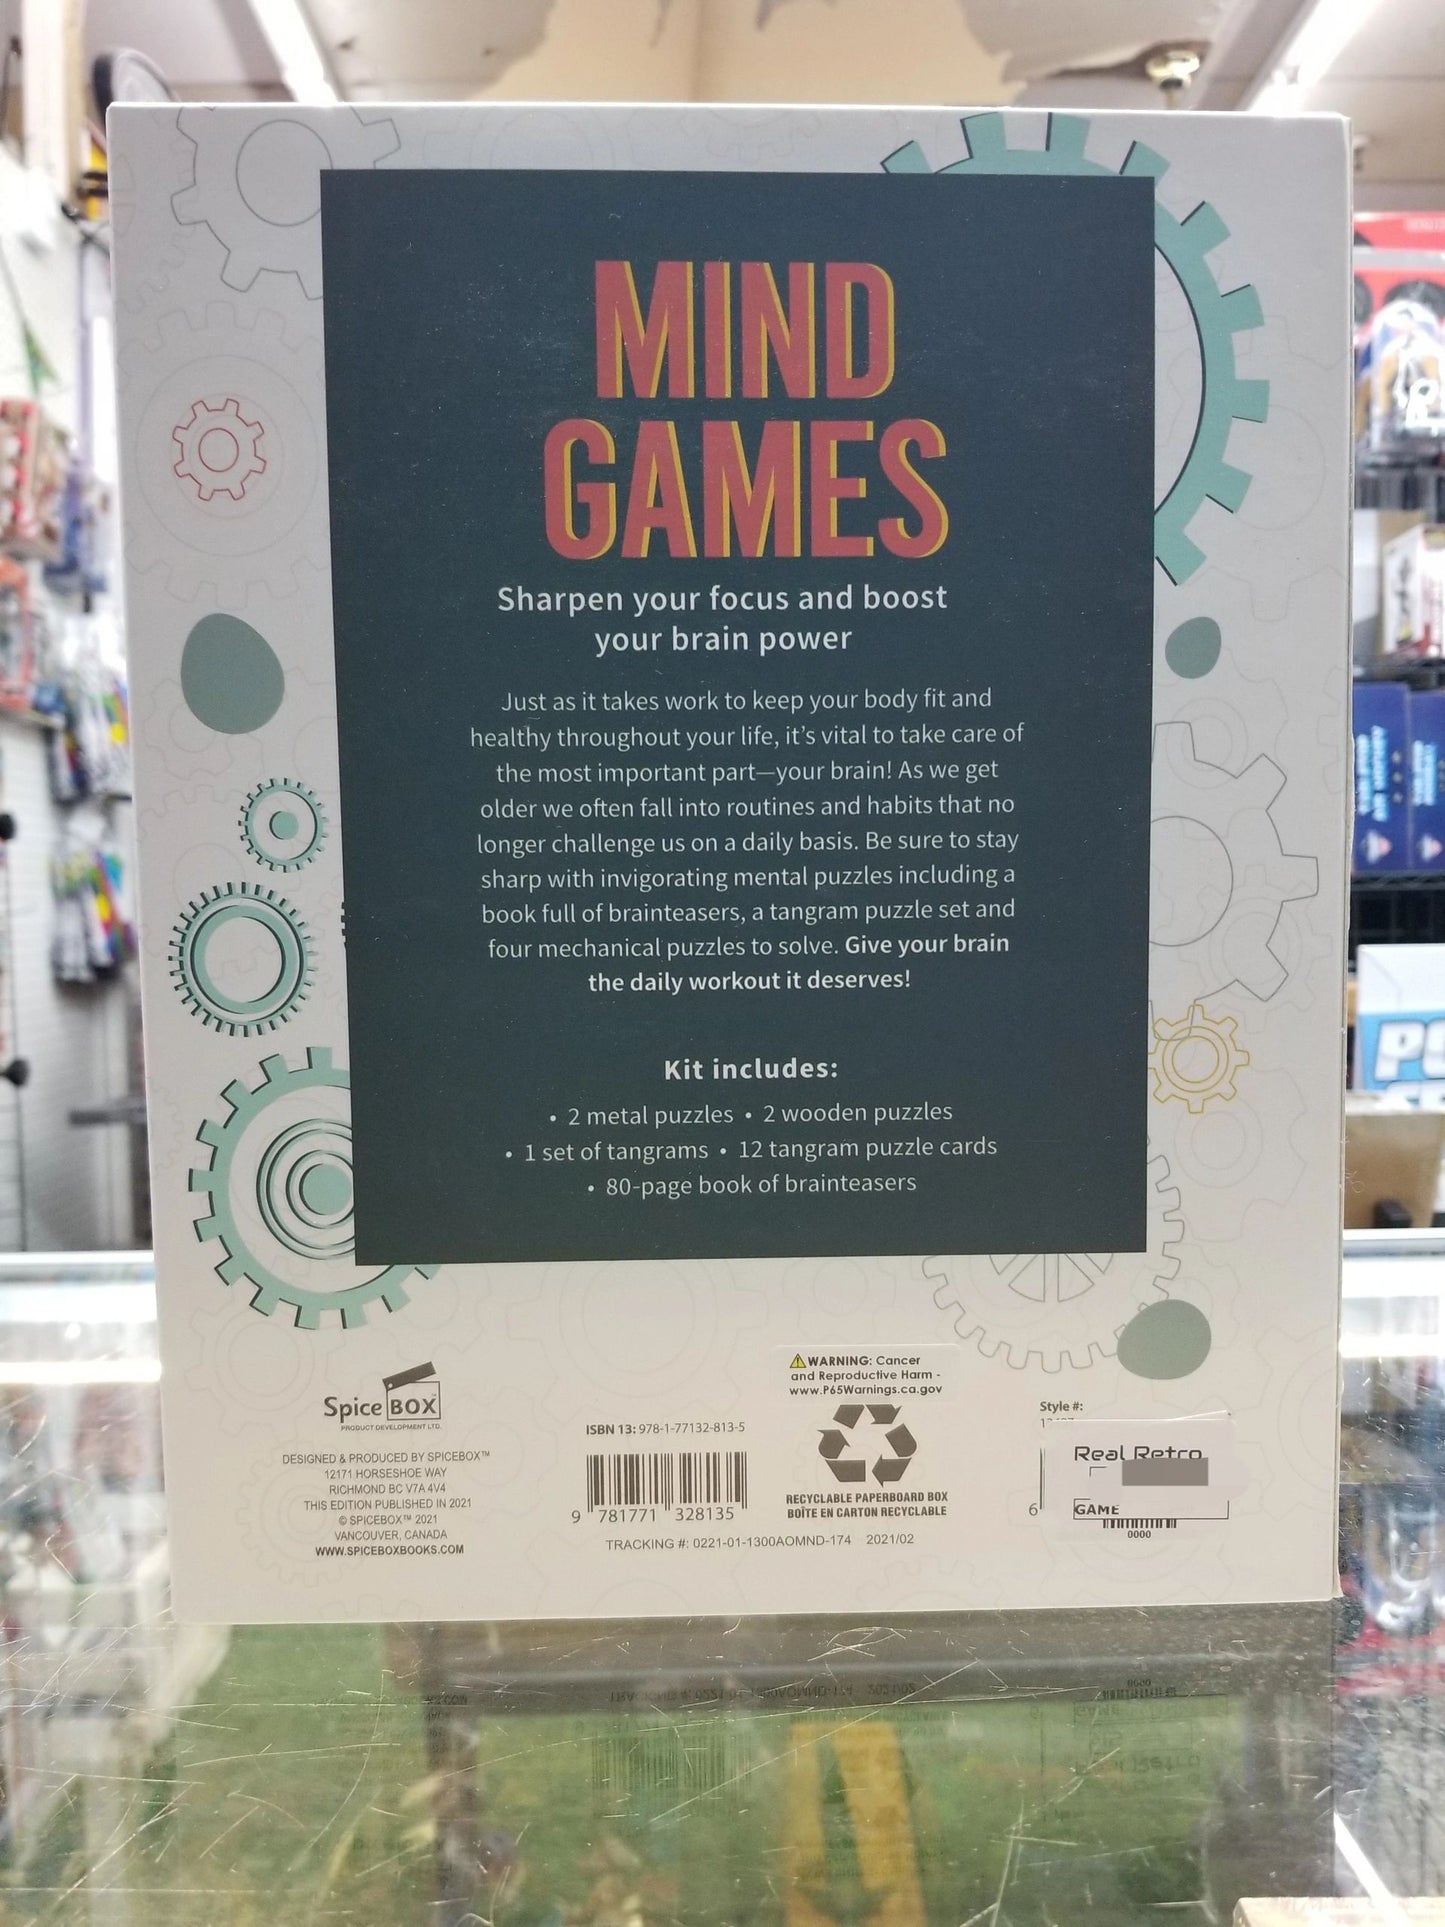 MIND
GAMES
Sharpen your focus and boost
your brain power
Just as it takes work to keep your body fit and
healthy throughout your life, it's vital to take care of
the most important part—your brain! As we get
older we often fall into routines and habits that no
longer challenge us on a daily basis. Be sure to stay
sharp with invigorating mental puzzles including a
book full of brainteasers, a tangram puzzle set and
four mechanical puzzles to solve. Give your brain
the daily workout it deserves!
Kit includes:
• 2 metal puzzles • 2 wooden puzzles
• 1 set of tangrams • 12 tangram puzzle cards
• 80-page book of brainteasers
Spice BOX™
PRODUCT DEVELOPMENT LTD.
DESIGNED & PRODUCED BY SPICEBOX™
12171 HORSESHOE WAY
RICHMOND BC V7A 4V4
THIS EDITION PUBLISHED IN 2021
© SPICEBOX™ 2021
VANCOUVER, CANADA
WWW.SPICEBOXBOOKS.COM
ISBN 13: 978-1-77132-813-5
9 781771 328135
TRACKING #: 0221-01-1300AOMND-174 2021/02
WARNING: Cancer
and Reproductive Harm -
www.P65Warnings.ca.gov
RECYCLABLE PAPERBOARD BOX
BOÎTE EN CARTON RECYCLABLE
Style #:
Real Retro
6
GAME
0000